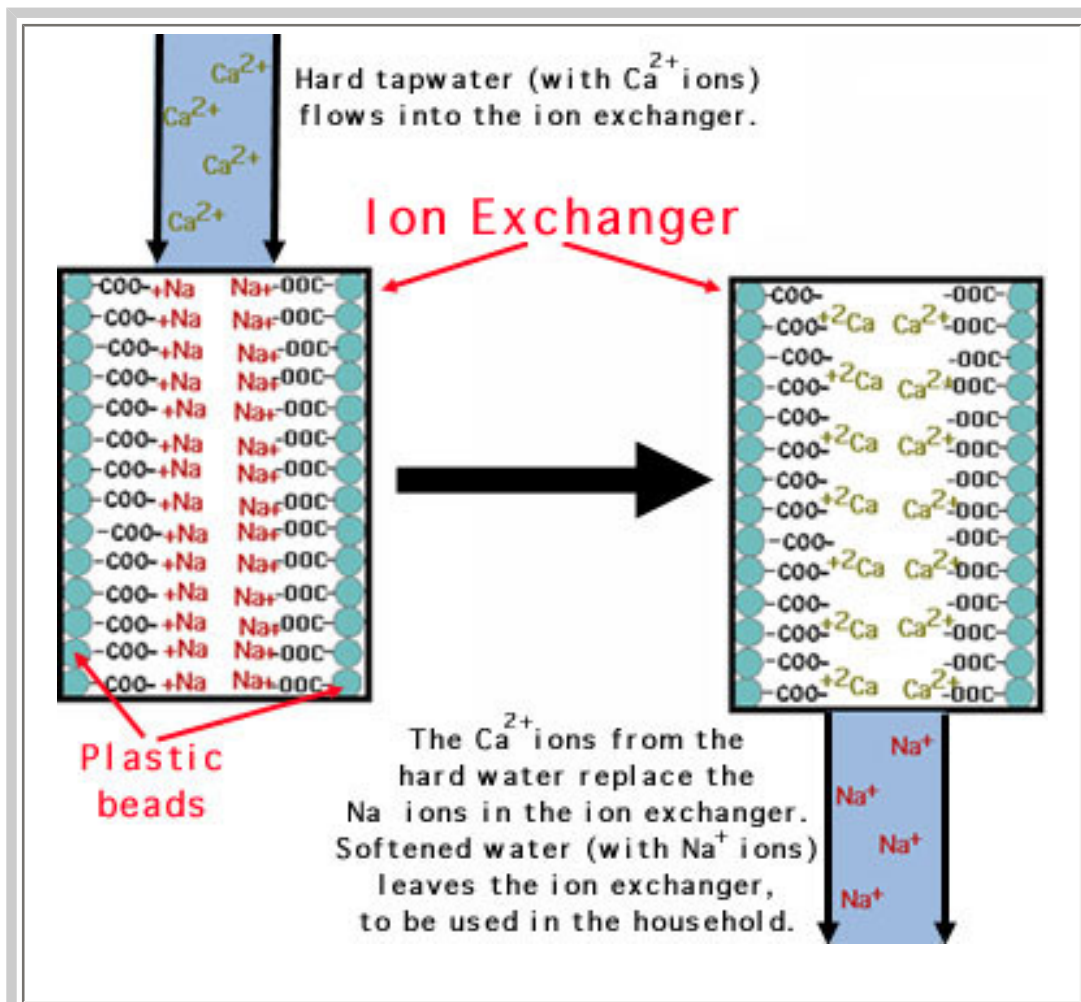 Ca2+
Hard tapwater (with Ca2+ ions)
Ca2+
flows into the ion exchanger.
Ca2+
Ca2+
Ion Exchanger
-COO-+Na Na+-OOC-
-COO-+Na Na+-OOC-
-COO-+Na Na+-OOC-
-COO-+Na Na+-OOC-
-COO-+Na Na+-OOC-
-COO-+Na Na+-OOC-
-COO-+Na Na+-OOC-
-COO-+Na Na+-OOC-
-COO-+Na Na+-OOC-
-COO-+Na Na+-OOC-
-COO-+Na Na+-OOC-
-COO-+Na Na+-OOC-
-COO-+Na Na+-OOC-
-COO-+Na Na+-OOC-
-COO- -OOC-
-COO-+2Ca Ca2+-OOC-
-COO- -OOC-
-COO-+2Ca Ca2+-OOC-
-COO- -OOC-
-COO-+2Ca Ca2+-OOC-
-COO- -OOC-
-COO-+2Ca Ca2+-OOC-
-COO- -OOC-
-COO-+2Ca Ca2+-OOC-
-COO- -OOC-
-COO-+2Ca Ca2+-OOC-
-COO- -OOC-
-COO-+2Ca Ca2+-OOC-
Plastic
beads
The Ca2+ ions from the
hard water replace the
Na ions in the ion exchanger.
Softened water (with Na+ ions)
leaves the ion exchanger,
to be used in the household.
Na+
Na+
Na+
Na+